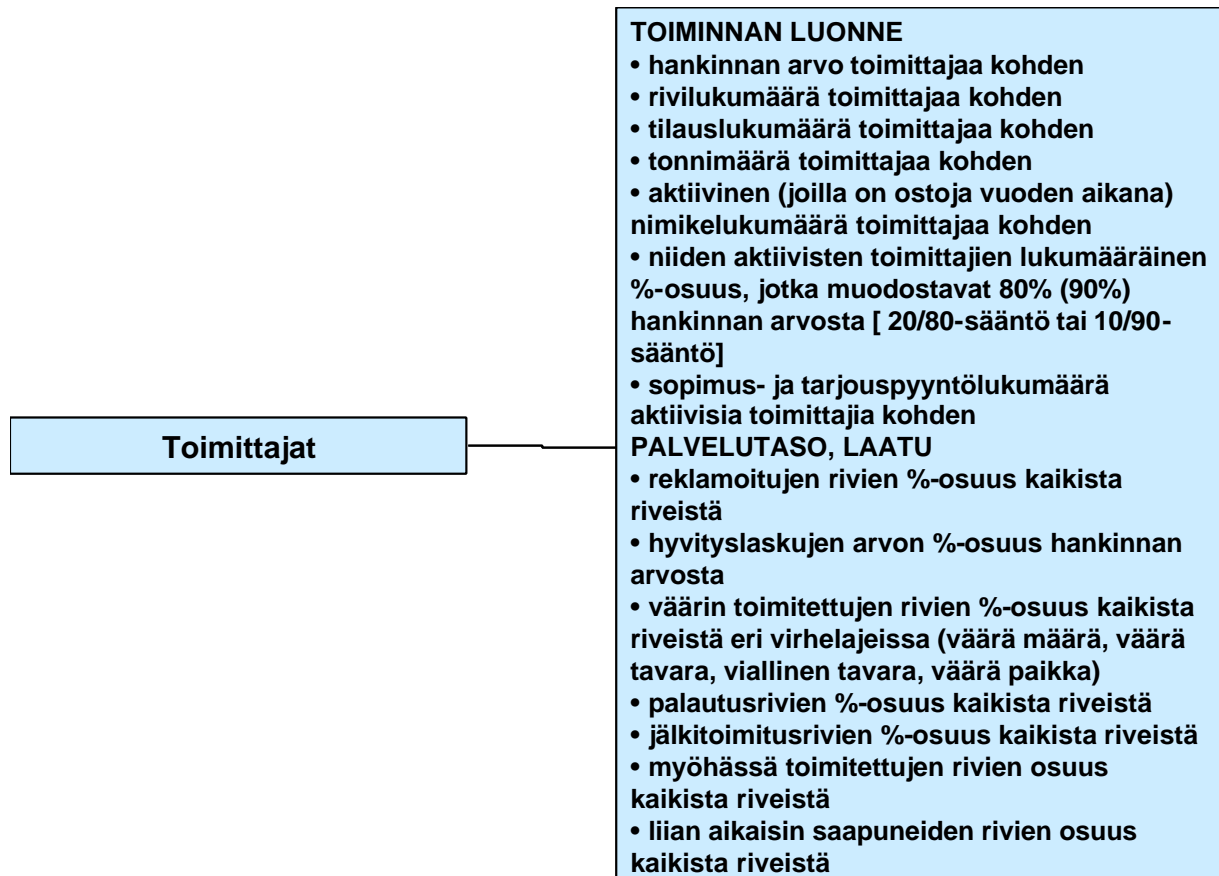 TOIMINNAN LUONNE
• hankinnan arvo toimittajaa kohden
• rivilukumäärä toimittajaa kohden
• tilauslukumäärä toimittajaa kohden
• tonnimäärä toimittajaa kohden
• aktiivinen (joilla on ostoja vuoden aikana)
nimikelukumäärä toimittajaa kohden
• niiden aktiivisten toimittajien lukumääräinen
%-osuus, jotka muodostavat 80% (90%)
hankinnan arvosta [ 20/80-sääntö tai 10/90-
sääntö]
• sopimus- ja tarjouspyyntölukumäärä
aktiivisia toimittajia kohden
Toimittajat
PALVELUTASO, LAATU
• reklamoitujen rivien %-osuus kaikista
riveistä
• hyvityslaskujen arvon %-osuus hankinnan
arvosta
• väärin toimitettujen rivien %-osuus kaikista
riveistä eri virhelajeissa (väärä määrä, väärä
tavara, viallinen tavara, väärä paikka)
• palautusrivien %-osuus kaikista riveistä
• jälkitoimitusrivien %-osuus kaikista riveistä
• myöhässä toimitettujen rivien osuus
kaikista riveistä
• liian aikaisin saapuneiden rivien osuus
kaikista riveistä